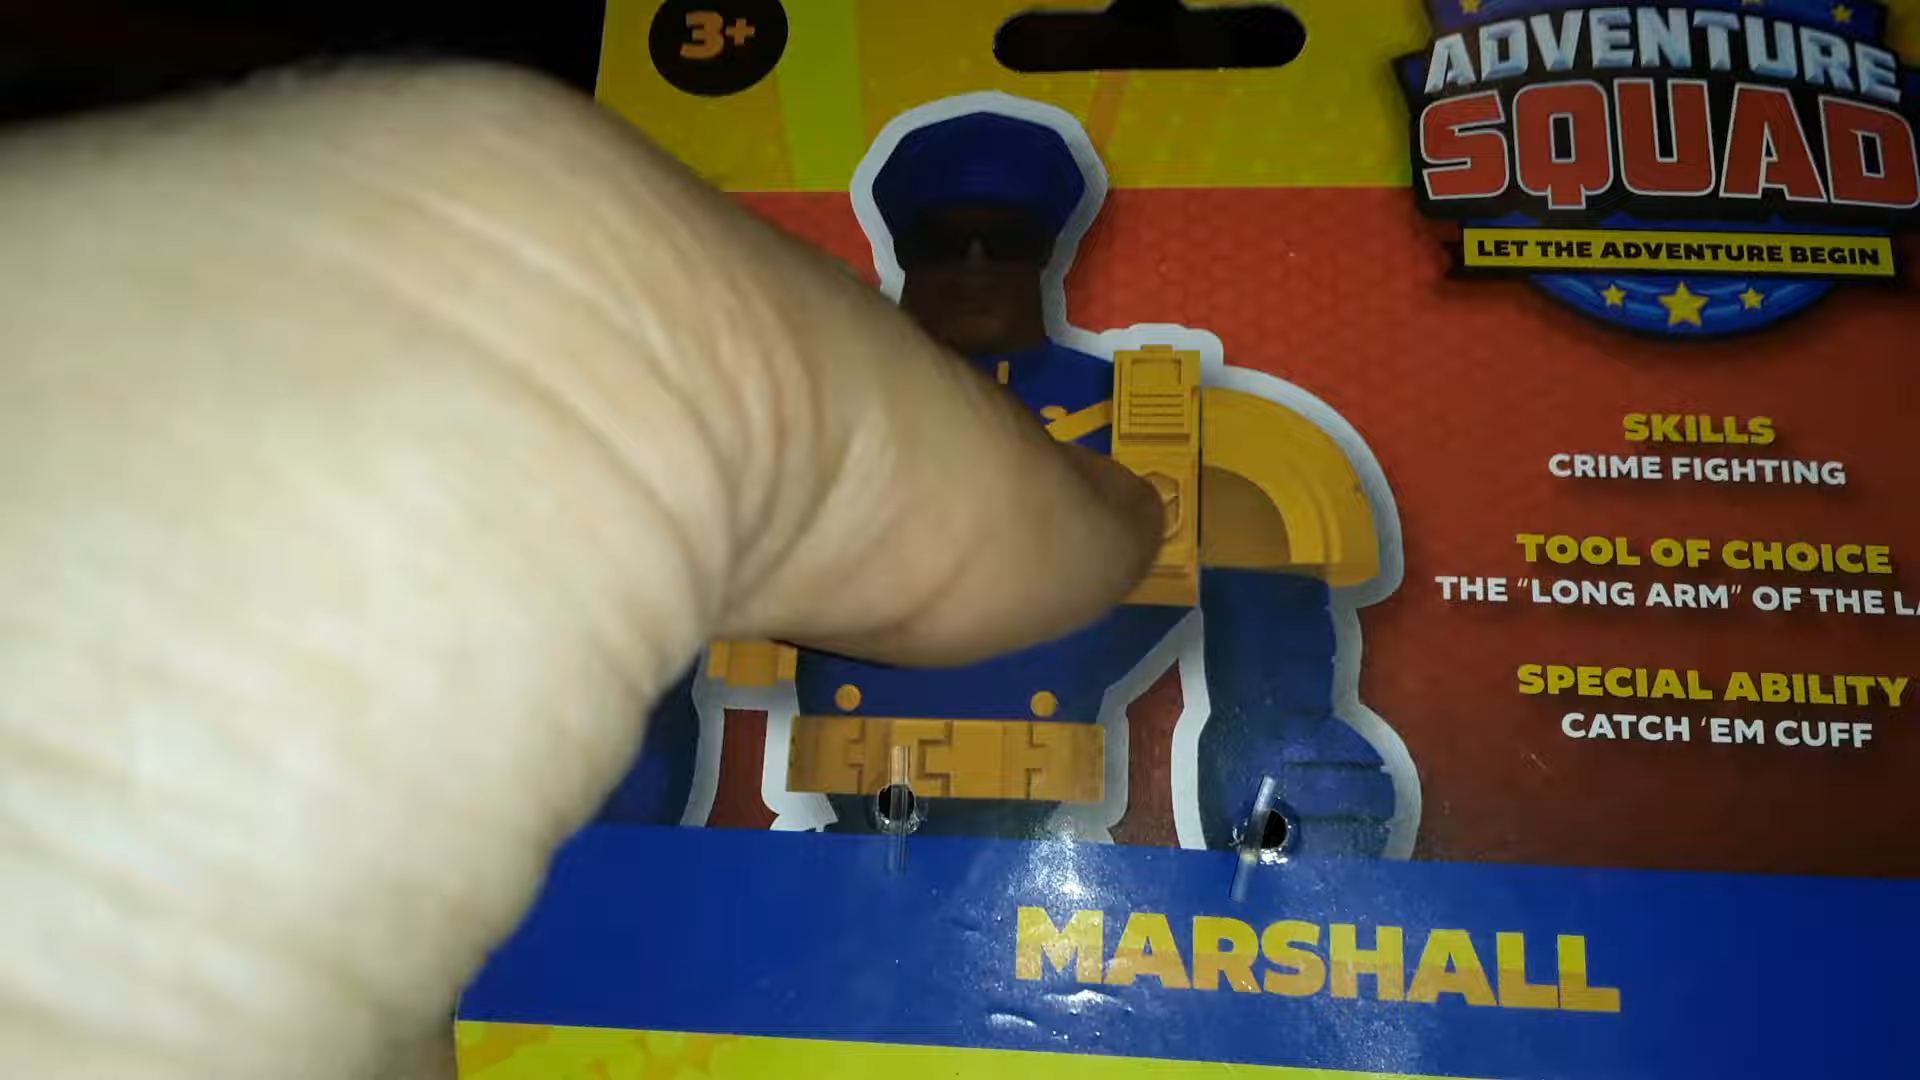 3+
ADVENTURE
SQUAD
LET THE ADVENTURE BEGIN
SKILLS
CRIME FIGHTING
TOOL OF CHOICE
THE "LONG ARM" OF THE
SPECIAL ABILITY
CATCH 'EM CUFF
MARSHALL